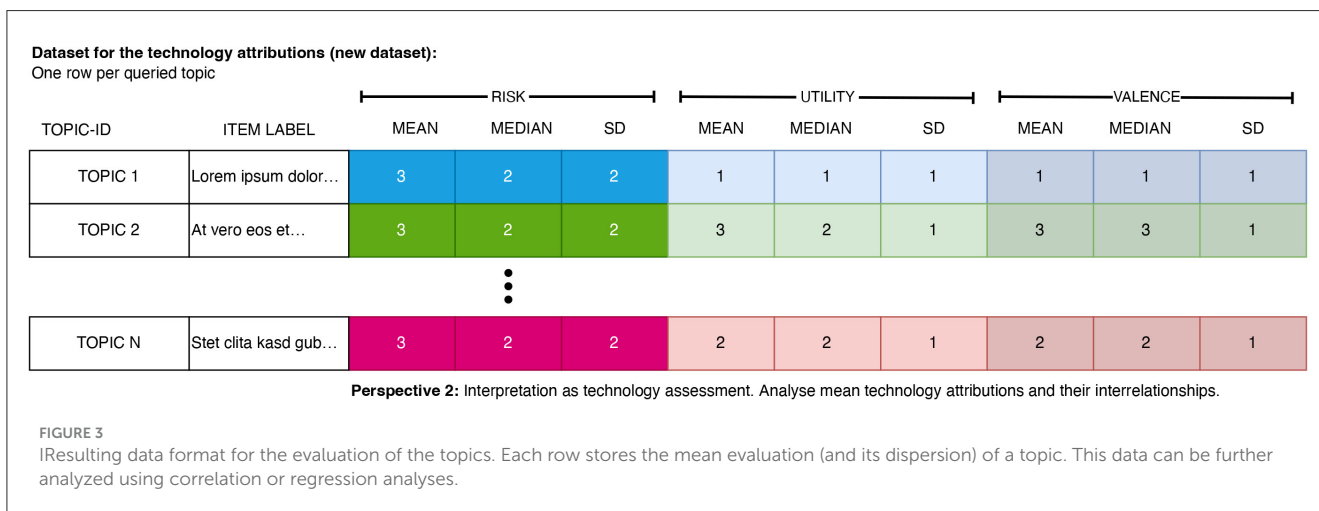 Dataset for the technology attributions (new dataset):
One row per queried topic
RISK UTILITY VALENCE
TOPIC-ID ITEM LABEL MEAN MEDIAN SD MEAN MEDIAN SD MEAN MEDIAN SD
TOPIC 1 Lorem ipsum dolor... 3 2 2 1 1 1 1 1 1
TOPIC 2 At vero eos et... 3 2 2 3 2 1 3 3 1
TOPIC N Stet clita kasd gub... 3 2 2 2 2 1 2 2 1
Perspective 2: Interpretation as technology assessment. Analyse mean technology attributions and their interrelationships.
FIGURE 3
IResulting data format for the evaluation of the topics. Each row stores the mean evaluation (and its dispersion) of a topic. This data can be further
analyzed using correlation or regression analyses.